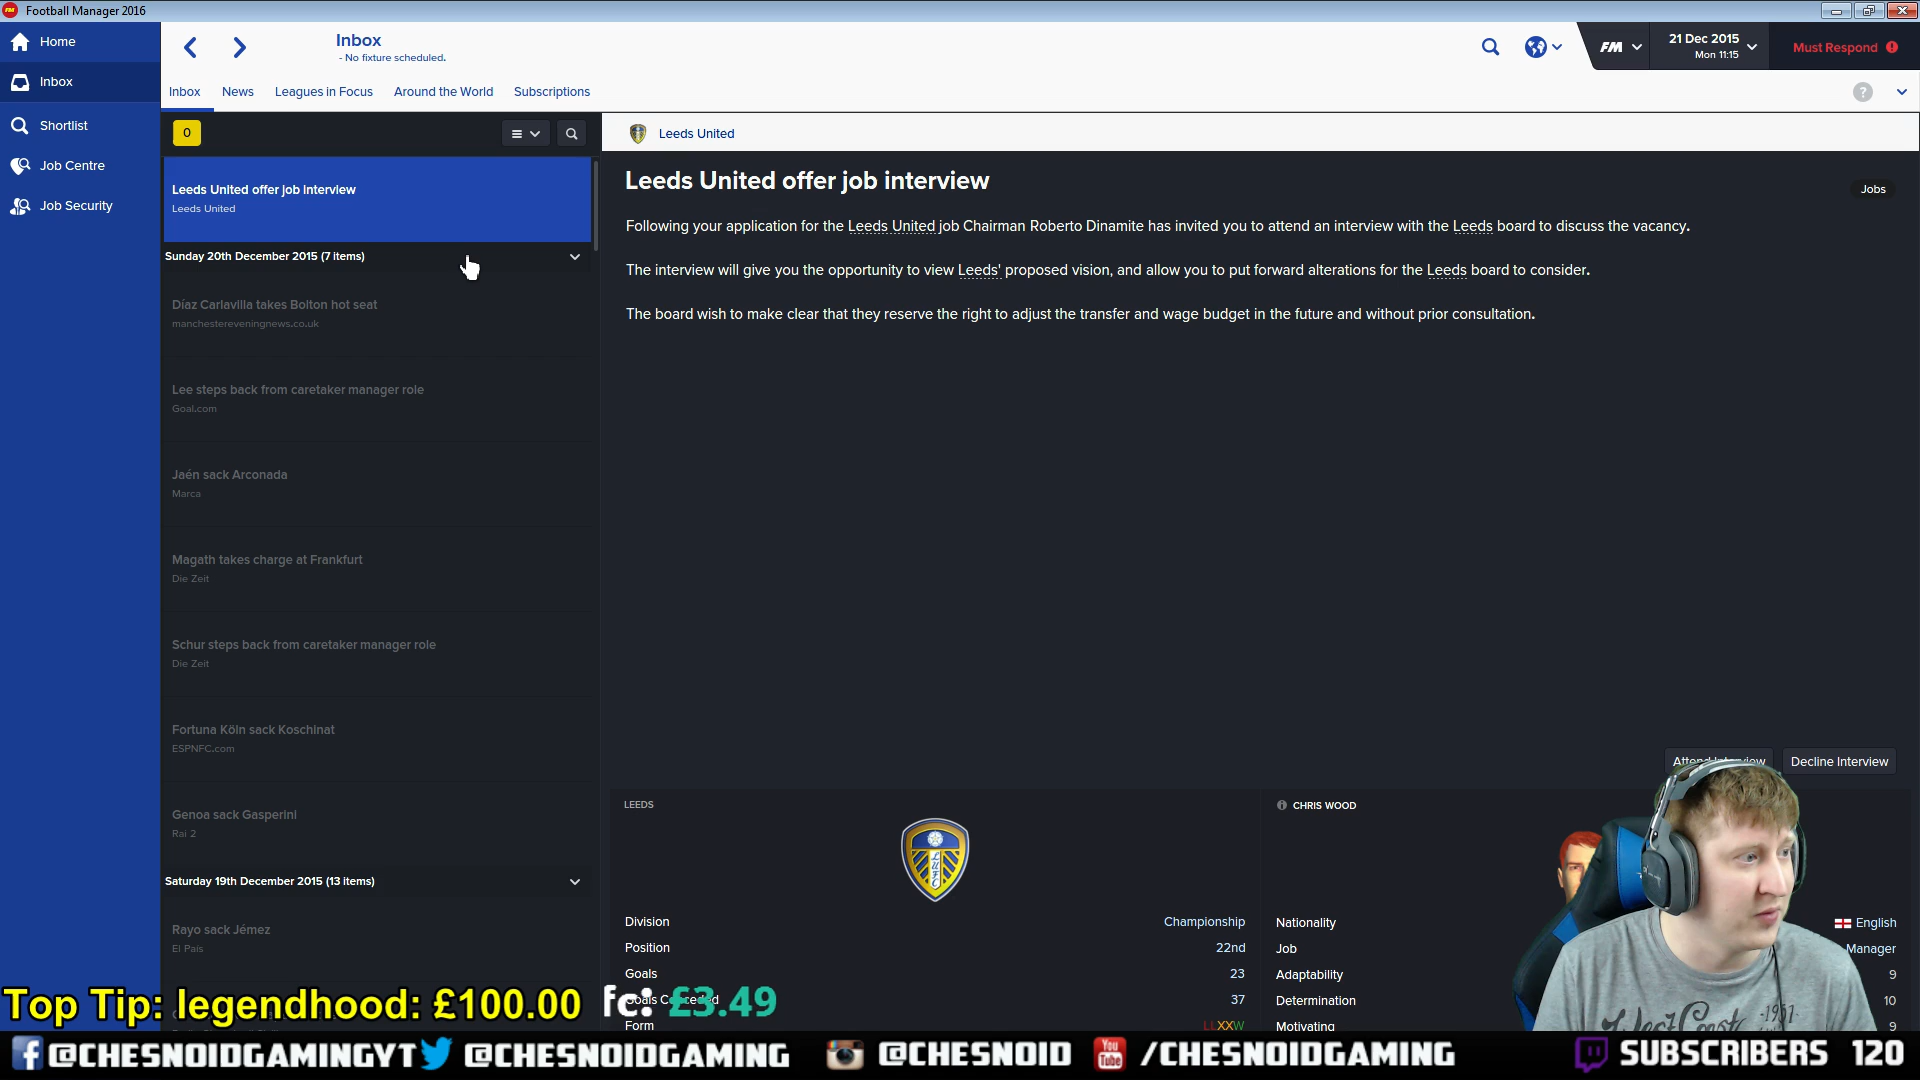 Football Manager 2016
Home
Inbox
Shortlist
Job Centre
Job Security
Inbox
- No fixture scheduled.
FM
21 Dec 2015
Mon 11:15
Must Respond
Inbox
News
Leagues in Focus
Around the World
Subscriptions
?
0
Leeds United offer job interview
Leeds United
Sunday 20th December 2015 (7 items)
Díaz Carlavilla takes Bolton hot seat
manchestereveningnews.co.uk
Lee steps back from caretaker manager role
Goal.com
Jaén sack Arconada
Marca
Magath takes charge at Frankfurt
Die Zeit
Schur steps back from caretaker manager role
Die Zeit
Fortuna Köln sack Koschinat
ESPNFC.com
Genoa sack Gasperini
Rai 2
Saturday 19th December 2015 (13 items)
Rayo sack Jémez
El País
Leeds United
Leeds United offer job interview
Jobs
Following your application for the Leeds United job Chairman Roberto Dinamite has invited you to attend an interview with the Leeds board to discuss the vacancy.
The interview will give you the opportunity to view Leeds' proposed vision, and allow you to put forward alterations for the Leeds board to consider.
The board wish to make clear that they reserve the right to adjust the transfer and wage budget in the future and without prior consultation.
Attend Interview
Decline Interview
LEEDS
Division Championship
Position 22nd
Goals 23
Goals Conceded 37
Form LLXXW
CHRIS WOOD
Nationality English
Job Manager
Adaptability 9
Determination 10
Motivating 9
WestCoast
-1951-
Top Tip: legendhood: £100.00 fc: £3.49
@CHESNOIDGAMINGYT @CHESNOIDGAMING @CHESNOID You Tube /CHESNOIDGAMING SUBSCRIBERS 120